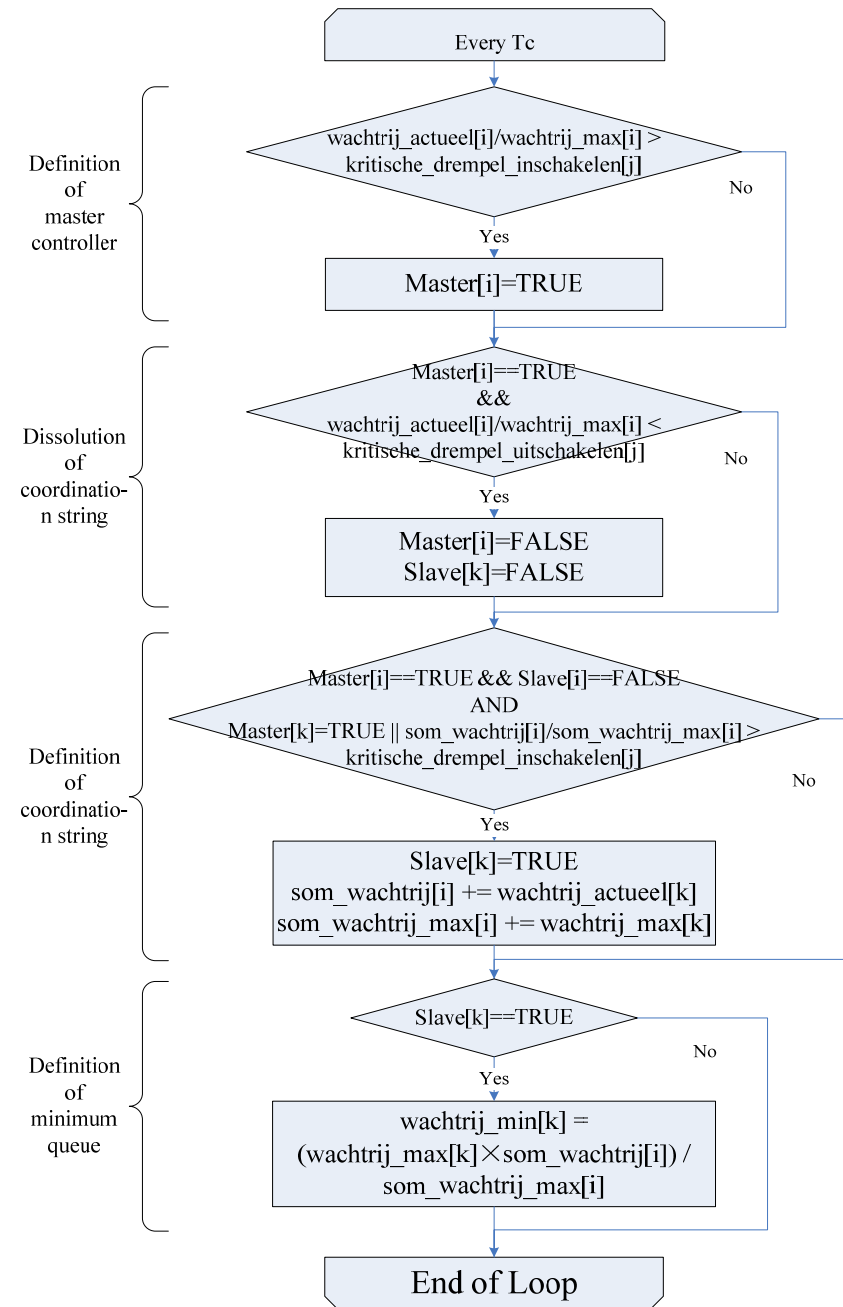 Every Tc
Definition
of
master
controller
wachtrij_actueel[i]/wachtrij_max[i] >
kritische_drempel_inschakelen[j]
No
Yes
Master[i]=TRUE
Dissolution
of
coordinatio-
n string
Master[i]==TRUE
&&
wachtrij_actueel[i]/wachtrij_max[i] <
kritische_drempel_uitschakelen[j]
No
Yes
Master[i]=FALSE
Slave[k]=FALSE
Definition
of
coordinatio-
n string
Master[i]==TRUE && Slave[i]==FALSE
AND
Master[k]=TRUE || som_wachtrij[i]/som_wachtrij_max[i] >
kritische_drempel_inschakelen[j]
No
Yes
Slave[k]=TRUE
som_wachtrij[i] += wachtrij_actueel[k]
som_wachtrij_max[i] += wachtrij_max[k]
Definition
of
minimum
queue
Slave[k]==TRUE
No
Yes
wachtrij_min[k] =
(wachtrij_max[k]×som_wachtrij[i]) /
som_wachtrij_max[i]
End of Loop